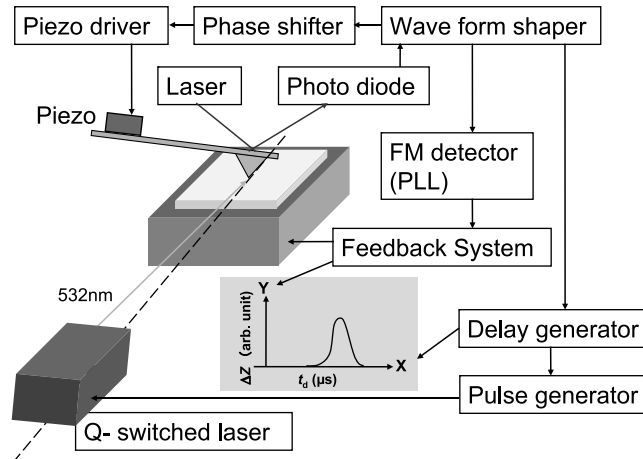 Piezo driver
Phase shifter
Wave form shaper
Laser
Photo diode
Piezo
FM detector
(PLL)
Feedback System
532nm
Y
ΔZ (arb. unit)
X
td (μs)
Delay generator
Pulse generator
Q- switched laser